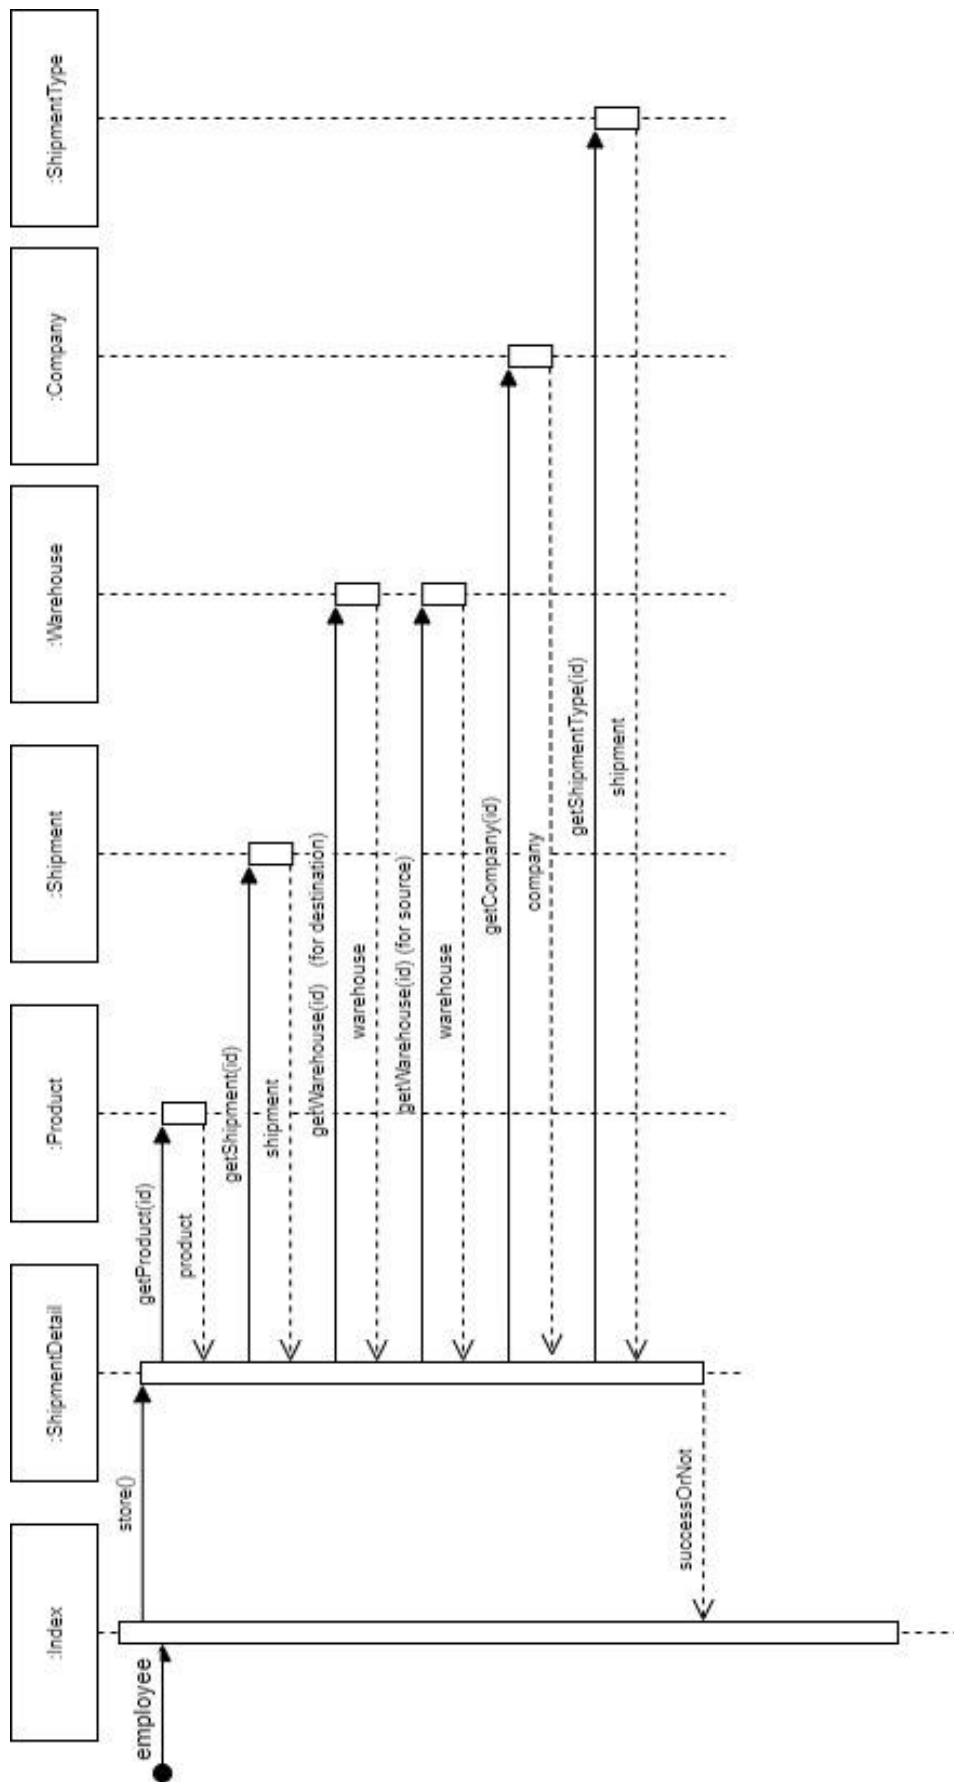 :Index
:ShipmentDetail
:Product
:Shipment
:Warehouse
:Company
:ShipmentType
employee
store()
getProduct(id)
product
getShipment(id)
shipment
getWarehouse(id) (for destination)
warehouse
getWarehouse(id) (for source)
warehouse
getCompany(id)
company
getShipmentType(id)
shipment
successOrNot